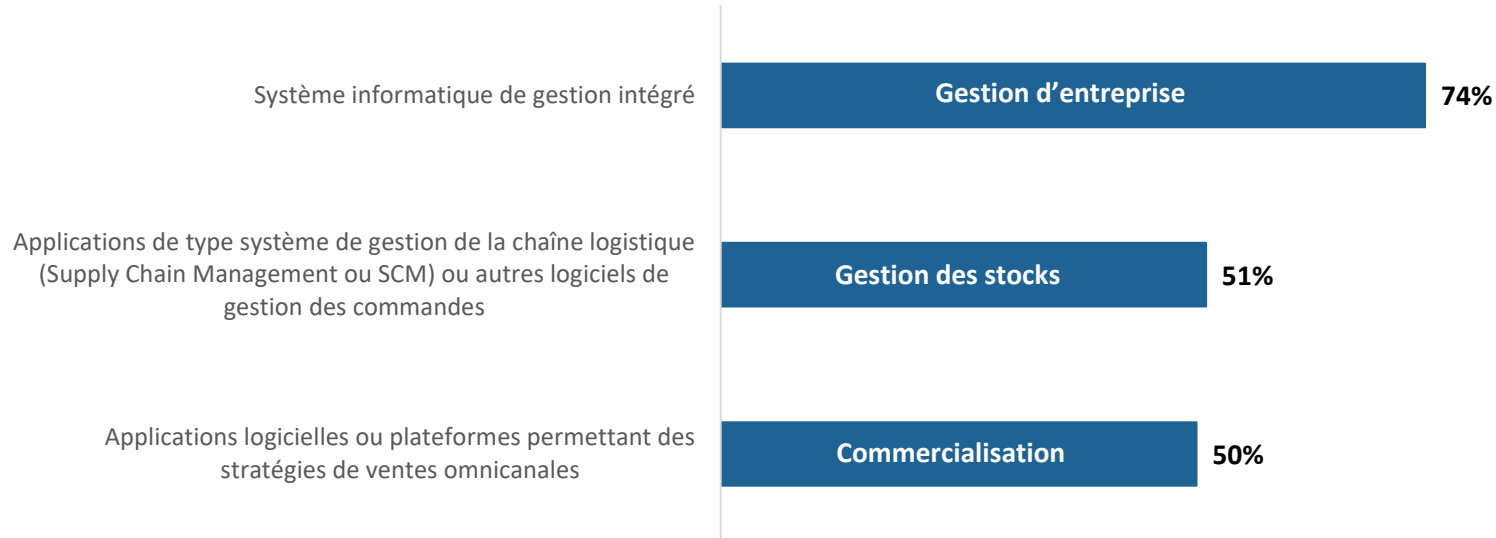 Système informatique de gestion intégré
Gestion d’entreprise
74%
Applications de type système de gestion de la chaîne logistique
(Supply Chain Management ou SCM) ou autres logiciels de
gestion des commandes
Gestion des stocks
51%
Applications logicielles ou plateformes permettant des
stratégies de ventes omnicanales
Commercialisation
50%